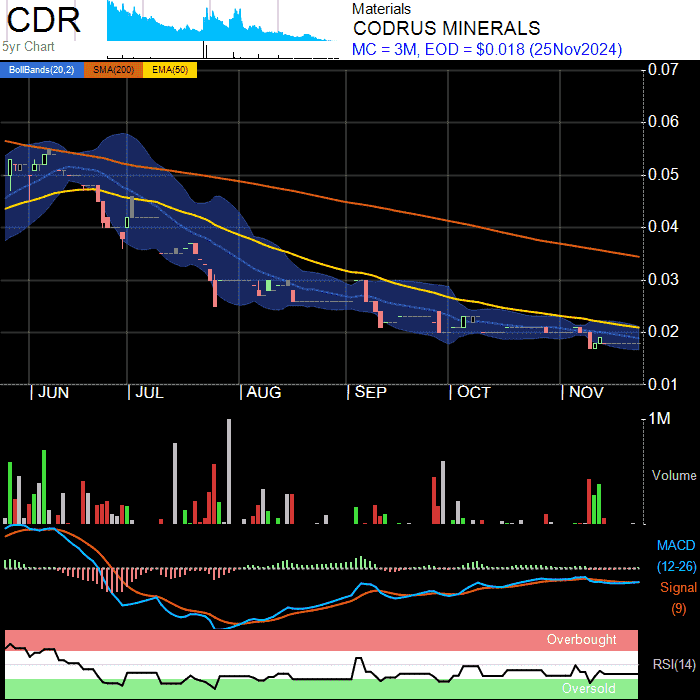 CDR
5yr Chart
Materials
CODRUS MINERALS
MC = 3M, EOD = $0.018 (25Nov2024)
BollBands(20,2) SMA(200) EMA(50)
0.07
0.06
0.05
0.04
0.03
0.02
0.01
JUN JUL AUG SEP OCT NOV
1M
Volume
MACD
(12-26)
Signal
(9)
Overbought
RSI(14)
Oversold